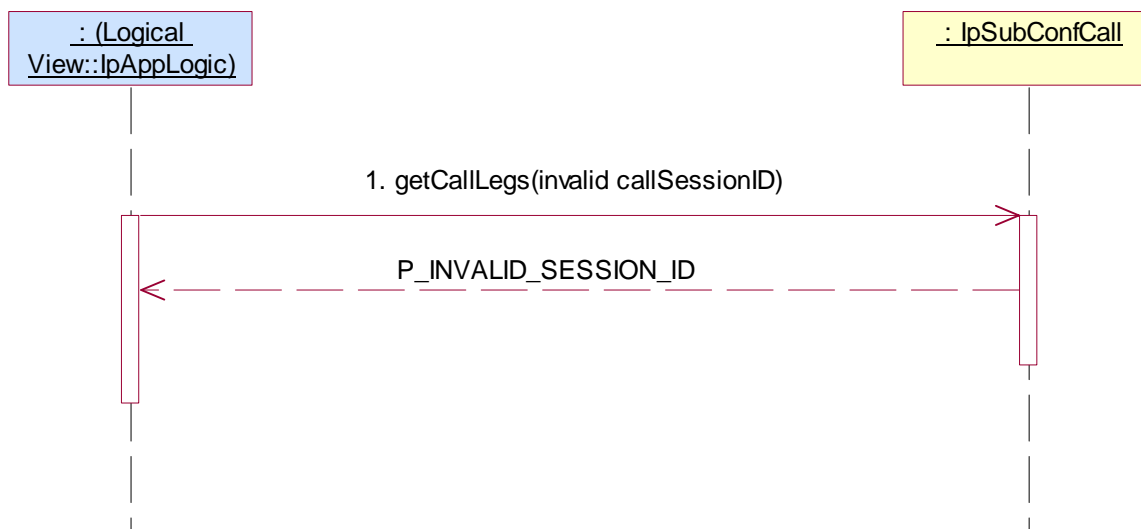 : (Logical
View::IpAppLogic)
: IpSubConfCall
1. getCallLegs(invalid callSessionID)
P_INVALID_SESSION_ID